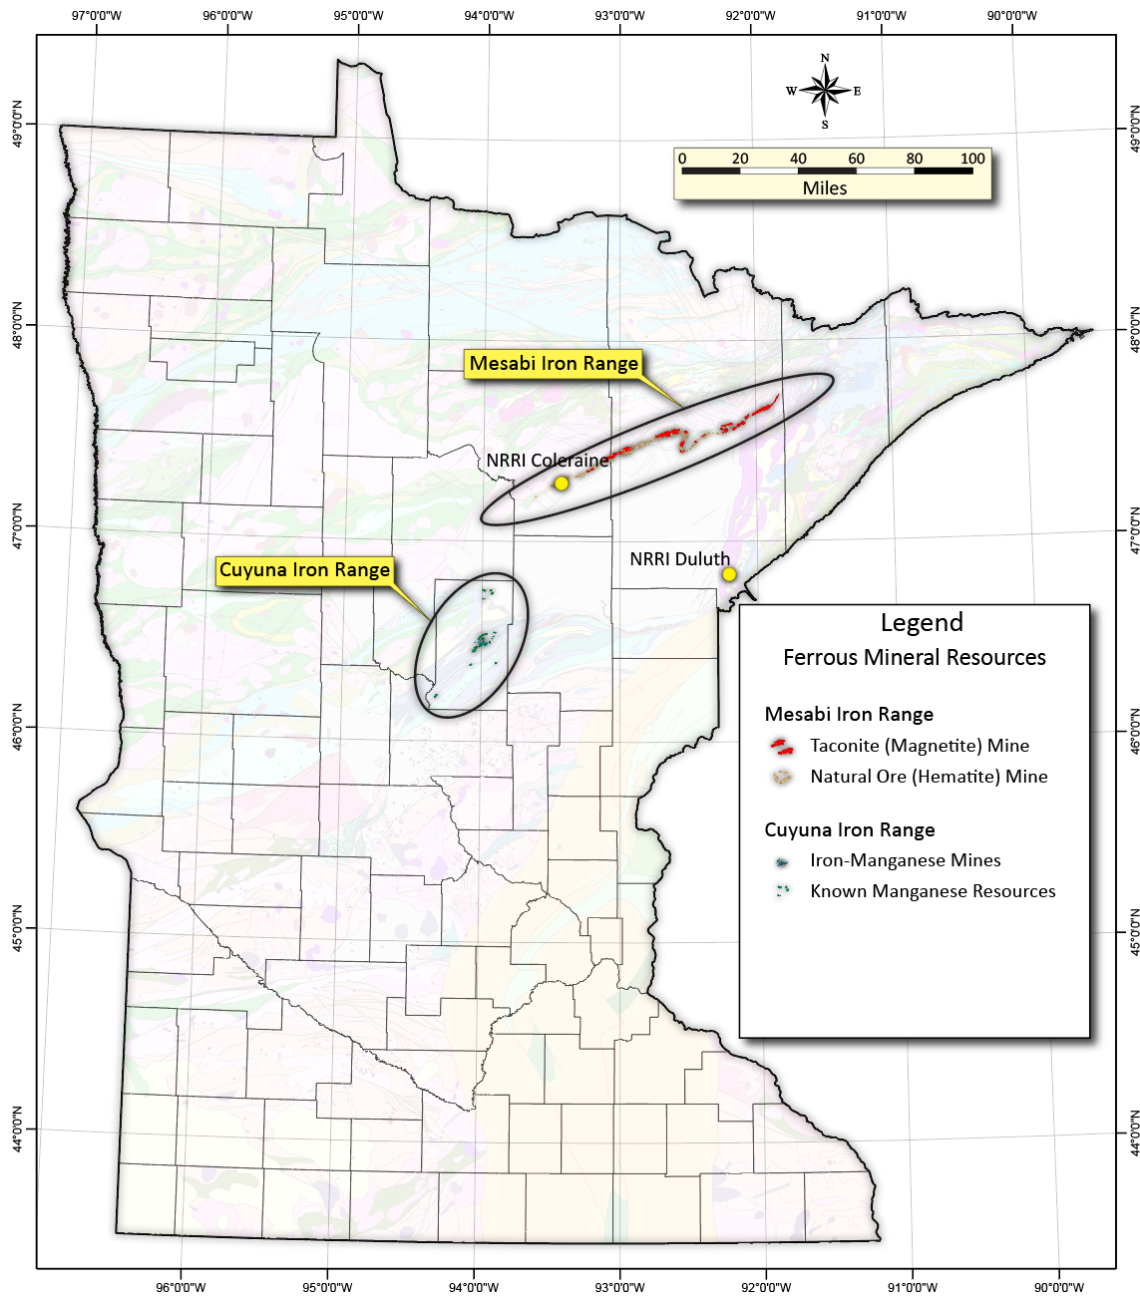 97°0'0"W 96°0'0"W 95°0'0"W 94°0'0"W 93°0'0"W 92°0'0"W 91°0'0"W 90°0'0"W
N
W E
S
49°0'0"N 49°0'0"N
0 20 40 60 80 100
Miles
48°0'0"N 48°0'0"N
Mesabi Iron Range
NRRI Coleraine
47°0'0"N 47°0'0"N
NRRI Duluth
Cuyuna Iron Range
Legend
Ferrous Mineral Resources
Mesabi Iron Range
Taconite (Magnetite) Mine
Natural Ore (Hematite) Mine
46°0'0"N 46°0'0"N
Cuyuna Iron Range
Iron-Manganese Mines
Known Manganese Resources
45°0'0"N 45°0'0"N
44°0'0"N 44°0'0"N
96°0'0"W 95°0'0"W 94°0'0"W 93°0'0"W 92°0'0"W 91°0'0"W 90°0'0"W